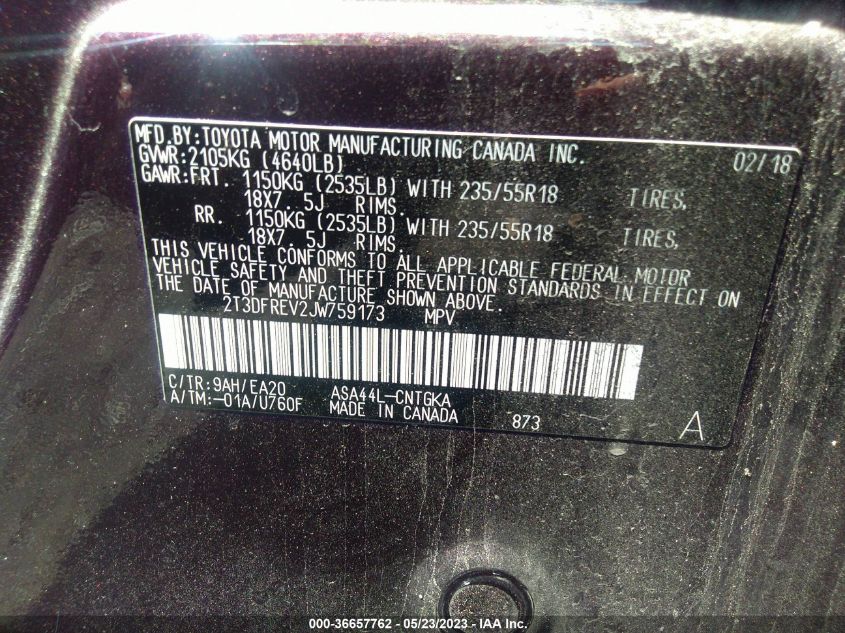 MFD.BY:TOYOTA MOTOR MANUFACTURING CANADA INC. 02/18
GVWR:2105KG (4640LB)
GAWR:FRT. 1150KG (2535LB) WITH 235/55R18 TIRES,
18X7.5J RIMS.
RR. 1150KG (2535LB) WITH 235/55R18 TIRES,
18X7.5J RIMS.
THIS VEHICLE CONFORMS TO ALL APPLICABLE FEDERAL MOTOR
VEHICLE SAFETY AND THEFT PREVENTION STANDARDS IN EFFECT ON
THE DATE OF MANUFACTURE SHOWN ABOVE.
2T3DFREV2JW759173 MPV
C/TR:9AH/EA20 ASA44L-CNTGKA
A/TM:-01A/U760F MADE IN CANADA 873 A
000-36657762 - 05/23/2023 - IAA Inc.